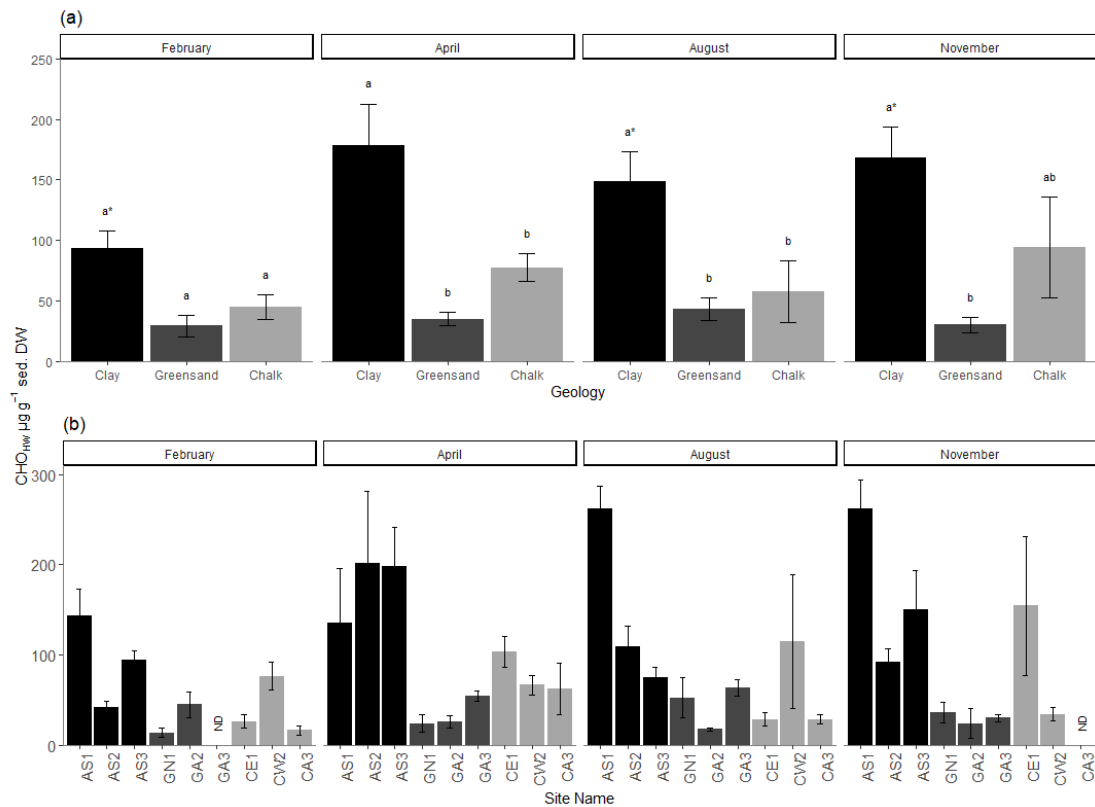 (a)
February April August November
250
200
150
100
50
0
a* a a a b b a* b b a* b ab
Clay Greensand Chalk Clay Greensand Chalk Clay Greensand Chalk Clay Greensand Chalk
Geology
CHO_HW µg g⁻¹ sed. DW
(b)
February April August November
300
200
100
0
ND ND
AS1 AS2 AS3 GN1 GA2 GA3 CE1 CW2 CA3 AS1 AS2 AS3 GN1 GA2 GA3 CE1 CW2 CA3 AS1 AS2 AS3 GN1 GA2 GA3 CE1 CW2 CA3 AS1 AS2 AS3 GN1 GA2 GA3 CE1 CW2 CA3
Site Name